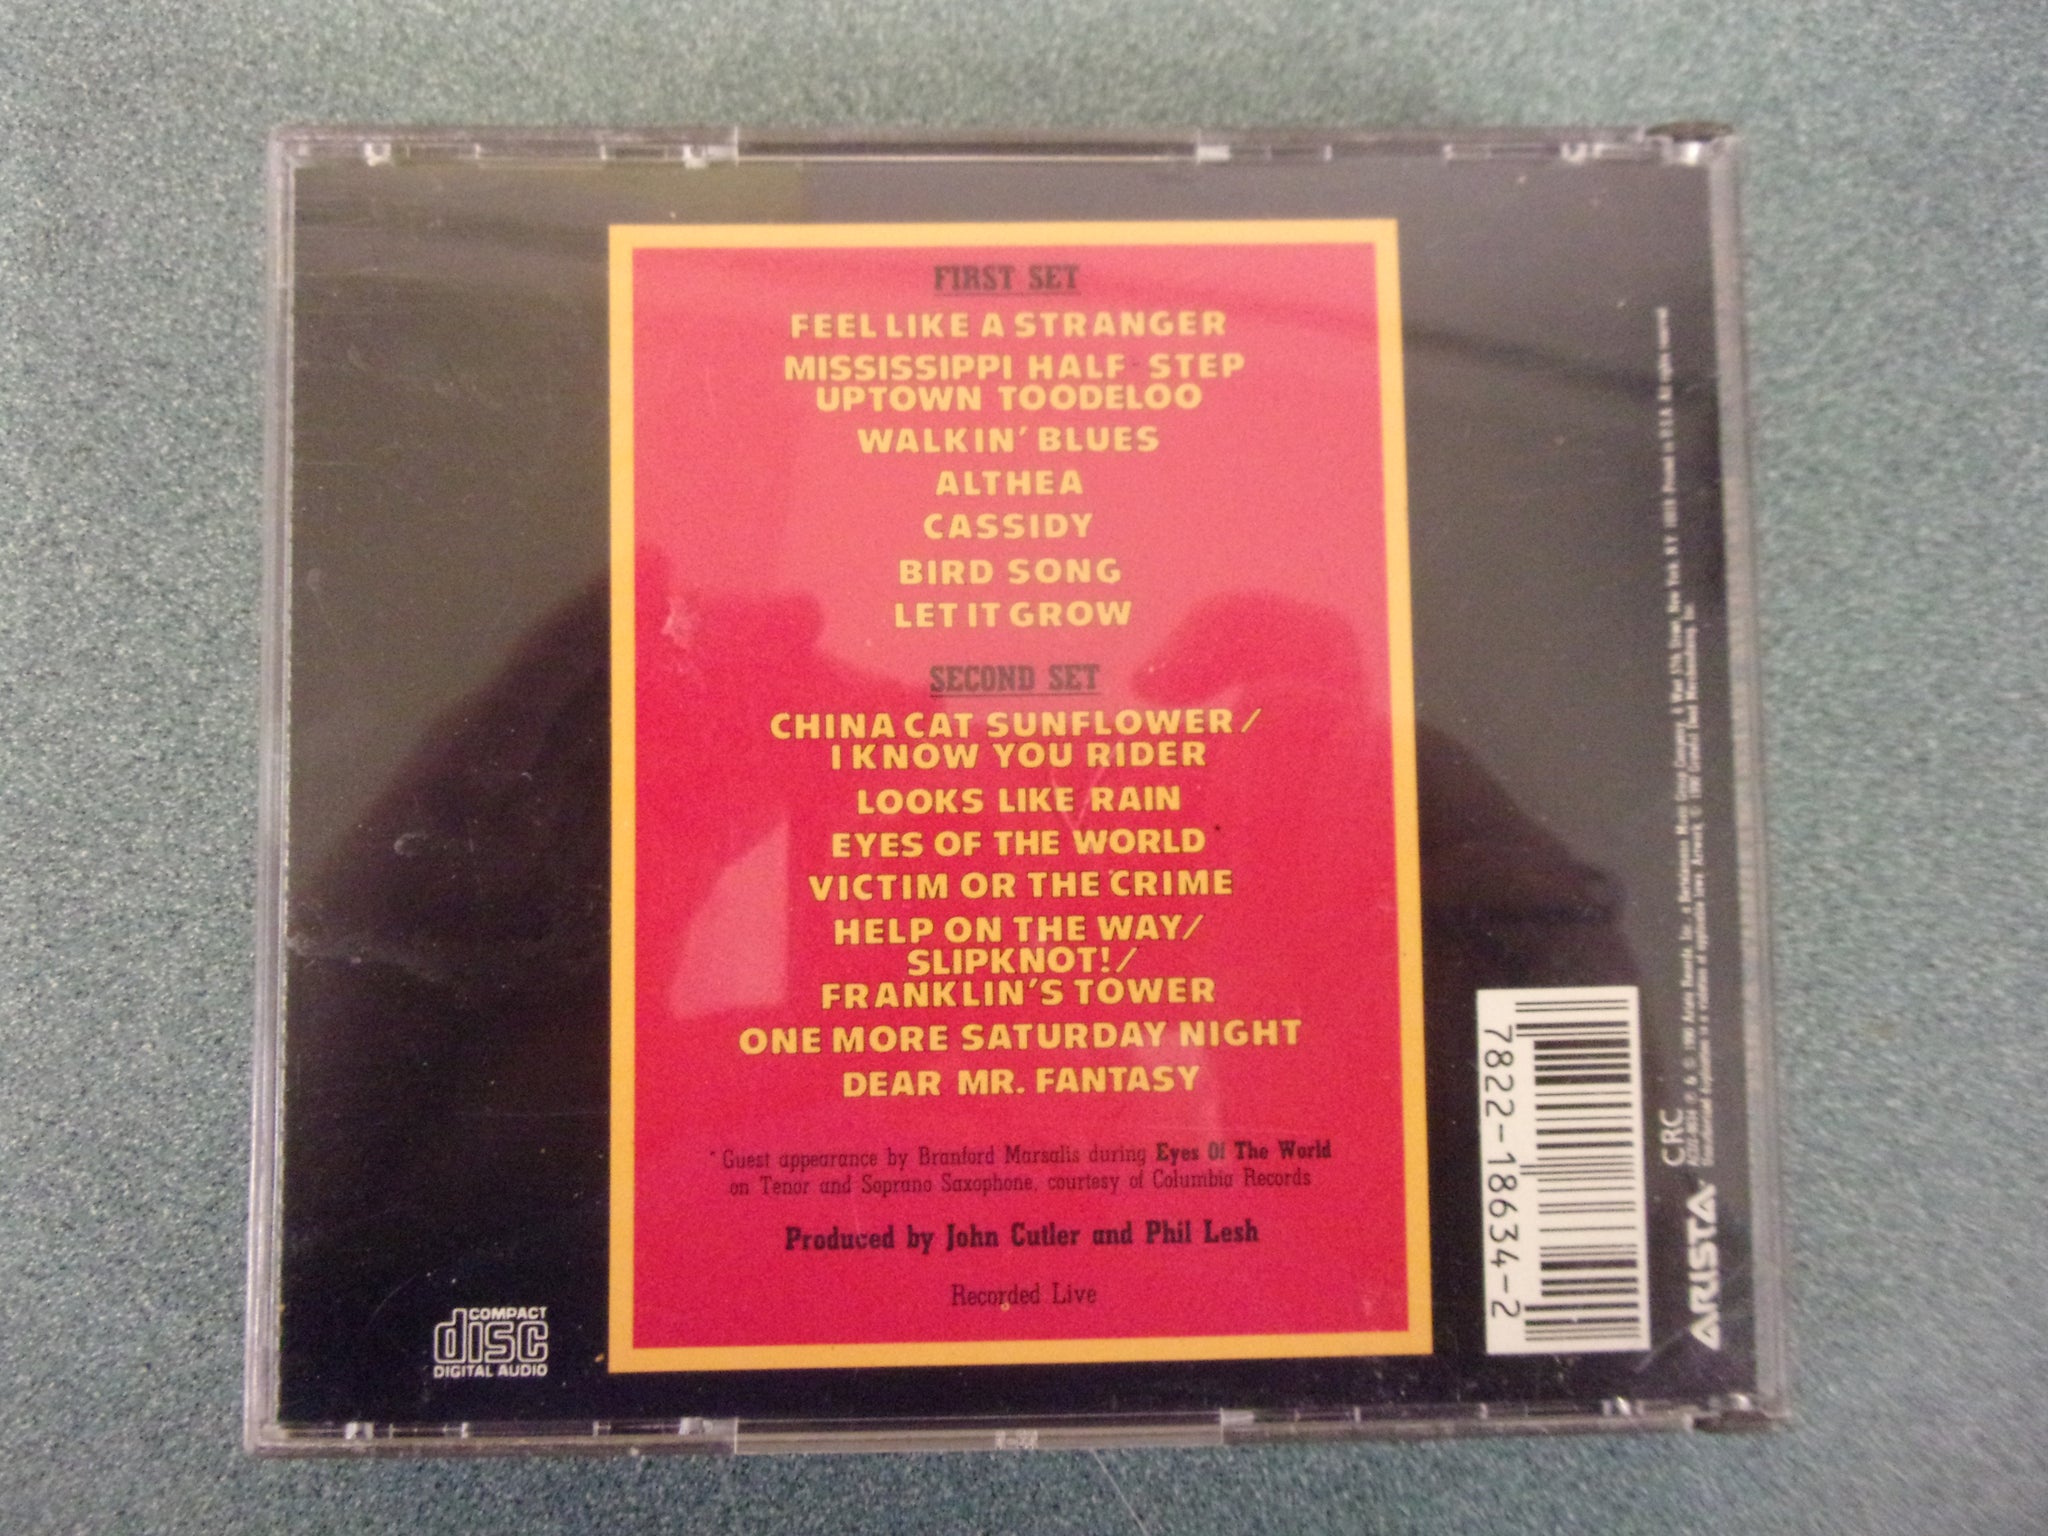 FIRST SET
FEEL LIKE A STRANGER
MISSISSIPPI HALF-STEP
UPTOWN TOODELOO
WALKIN' BLUES
ALTHEA
CASSIDY
BIRD SONG
LET IT GROW
SECOND SET
CHINA CAT SUNFLOWER/
I KNOW YOU RIDER
LOOKS LIKE RAIN
EYES OF THE WORLD*
VICTIM OR THE CRIME
HELP ON THE WAY/
SLIPKNOT!/
FRANKLIN'S TOWER
ONE MORE SATURDAY NIGHT
DEAR MR. FANTASY
* Guest appearance by Branford Marsalis during Eyes Of The World
on Tenor and Soprano Saxophone, courtesy of Columbia Records
Produced by John Cutler and Phil Lesh
Recorded Live
COMPACT
disc
DIGITAL AUDIO
7822-18634-2
CRC
ARISTA